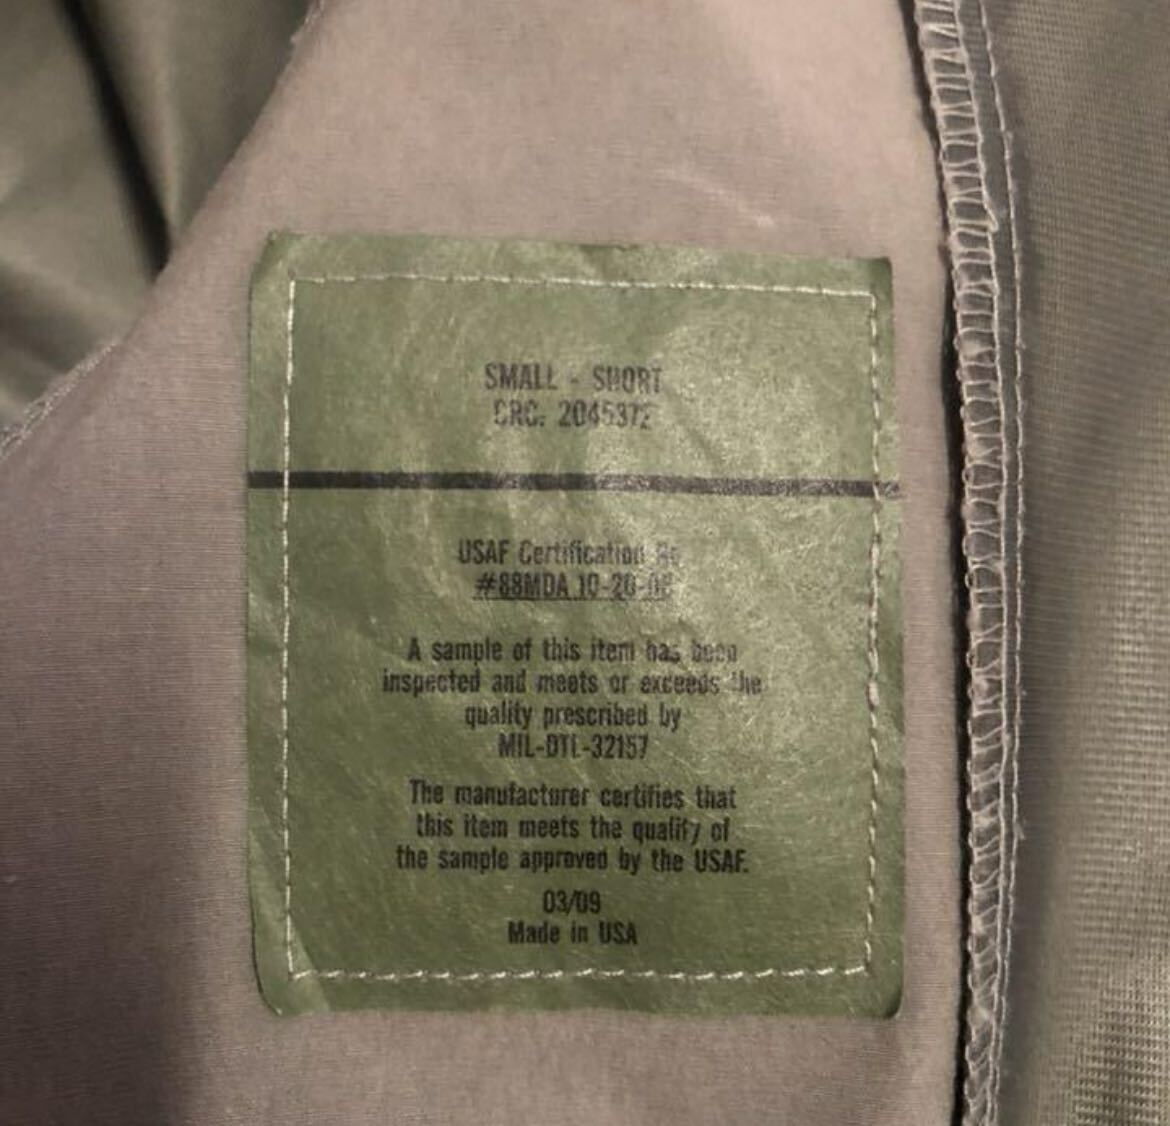 SMALL - SHORT
CRC: 2045372
USAF Certification No
#88MDA 10-20-08
A sample of this item has been
inspected and meets or exceeds the
quality prescribed by
MIL-DTL-32157
The manufacturer certifies that
this item meets the quality of
the sample approved by the USAF.
03/09
Made in USA